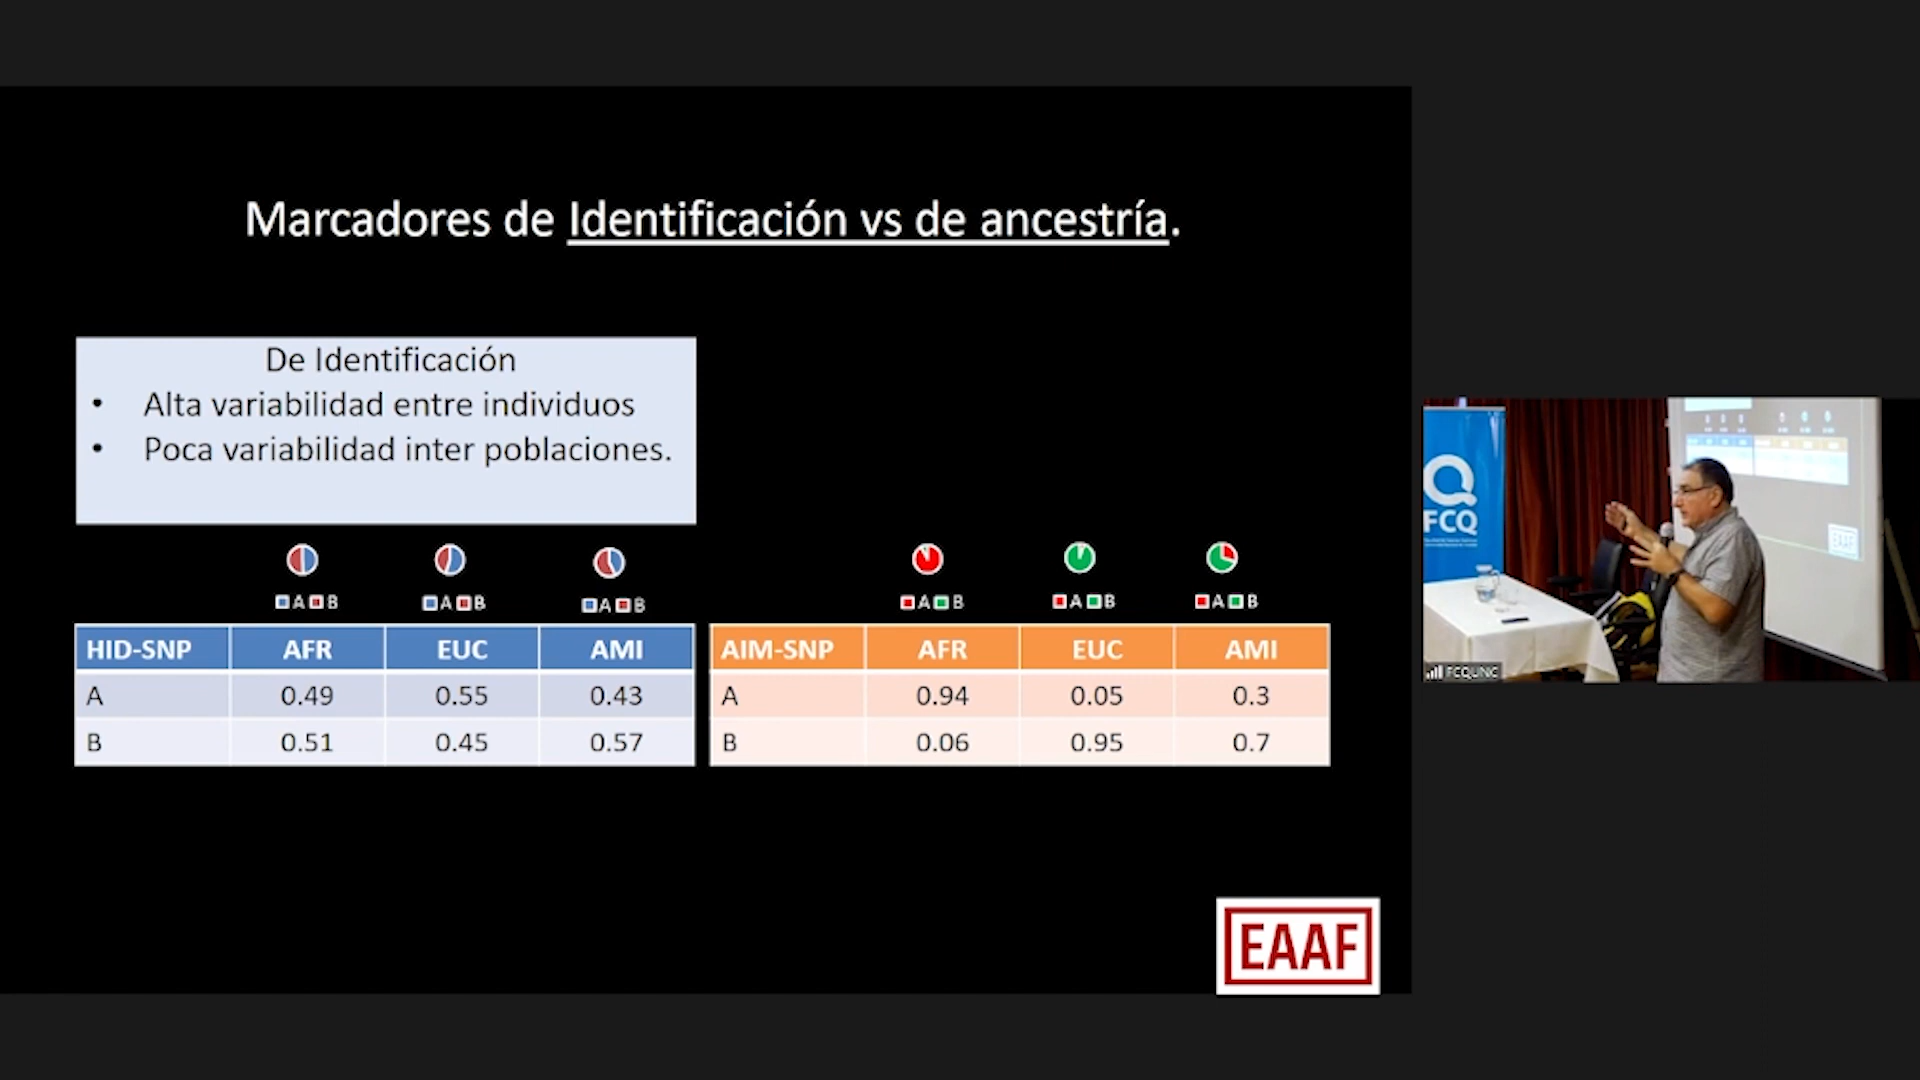 Marcadores de Identificación vs de ancestría.
De Identificación
• Alta variabilidad entre individuos
• Poca variabilidad inter poblaciones.
A B
A B
A B
A B
A B
A B
HID-SNP AFR EUC AMI
A 0.49 0.55 0.43
B 0.51 0.45 0.57
AIM-SNP AFR EUC AMI
A 0.94 0.05 0.3
B 0.06 0.95 0.7
EAAF
FCQ
FCQUNC